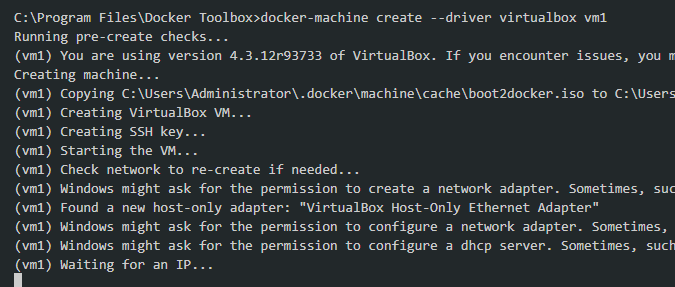 C:\Program Files\Docker Toolbox>docker-machine create --driver virtualbox vm1
Running pre-create checks...
(vm1) You are using version 4.3.12r93733 of VirtualBox. If you encounter issues, you m
Creating machine...
(vm1) Copying C:\Users\Administrator\.docker\machine\cache\boot2docker.iso to C:\Users
(vm1) Creating VirtualBox VM...
(vm1) Creating SSH key...
(vm1) Starting the VM...
(vm1) Check network to re-create if needed...
(vm1) Windows might ask for the permission to create a network adapter. Sometimes, suc
(vm1) Found a new host-only adapter: "VirtualBox Host-Only Ethernet Adapter"
(vm1) Windows might ask for the permission to configure a network adapter. Sometimes,
(vm1) Windows might ask for the permission to configure a dhcp server. Sometimes, such
(vm1) Waiting for an IP...